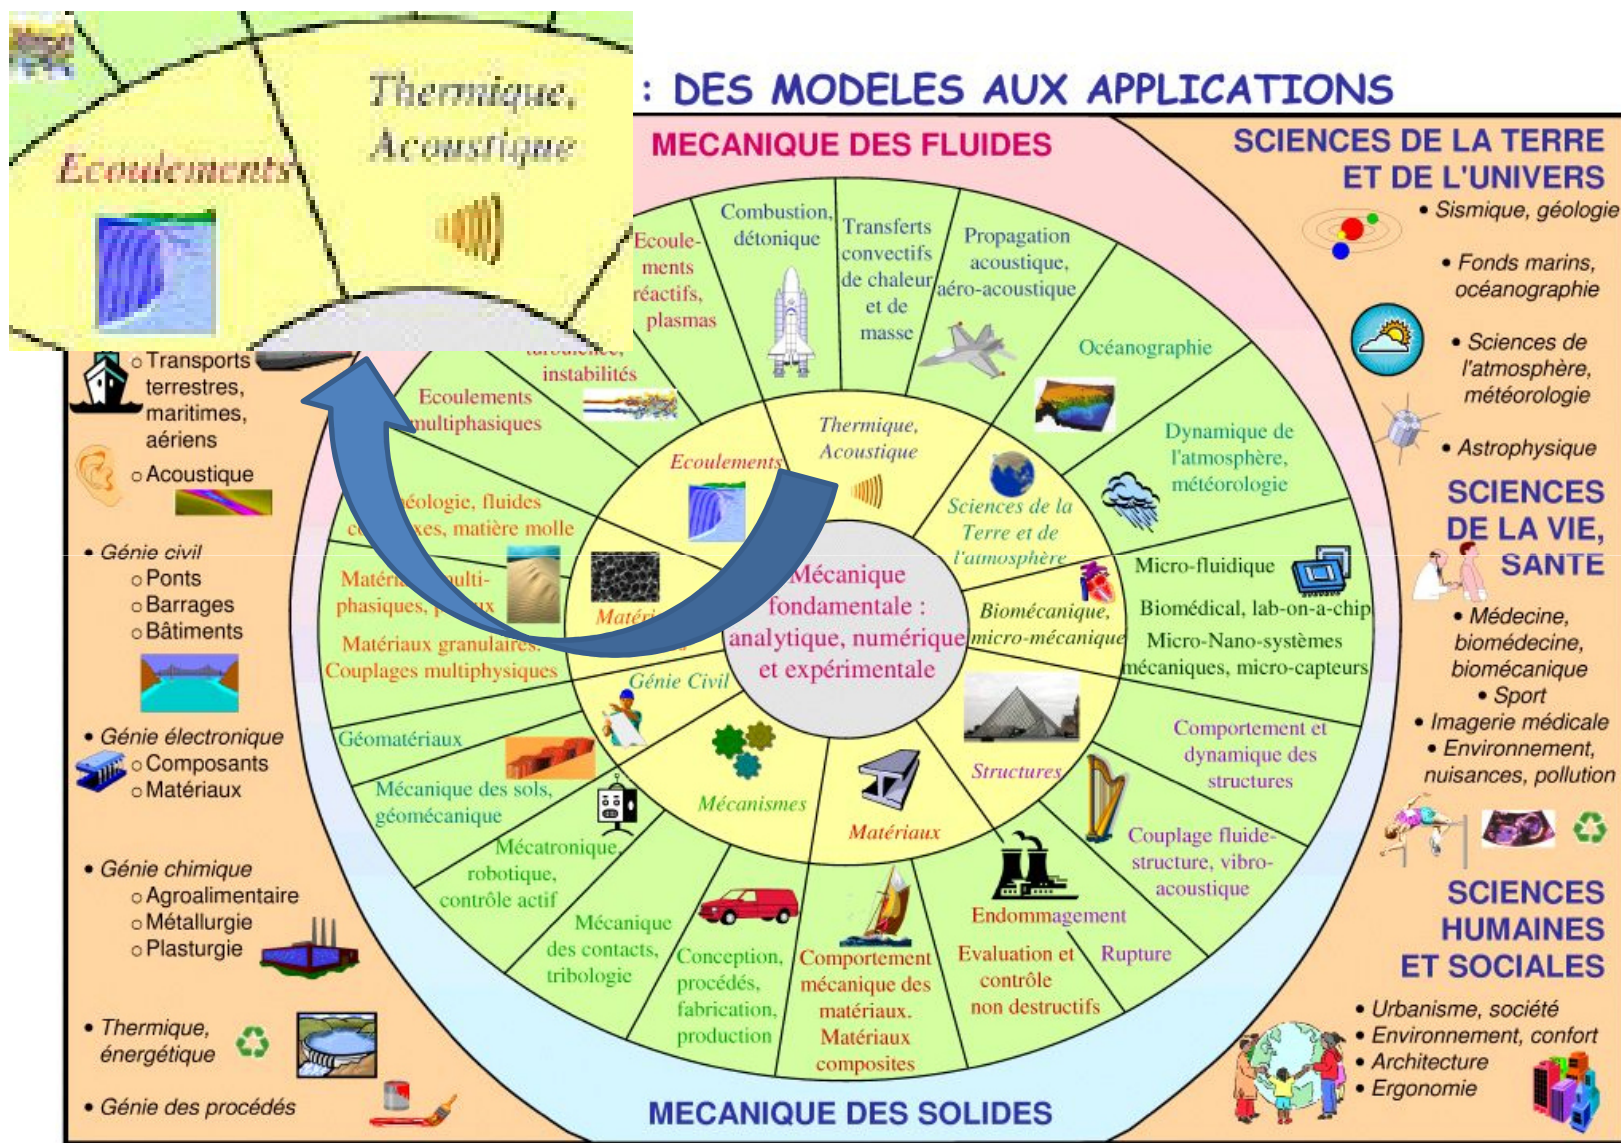 Thermique,
Acoustique
Ecoulements
: DES MODELES AUX APPLICATIONS
MECANIQUE DES FLUIDES
SCIENCES DE LA TERRE
ET DE L'UNIVERS
• Sismique, géologie
• Fonds marins,
océanographie
• Sciences de
l'atmosphère,
météorologie
• Astrophysique
SCIENCES
DE LA VIE,
SANTE
• Médecine,
biomédecine,
biomécanique
• Sport
• Imagerie médicale
• Environnement,
nuisances, pollution
SCIENCES
HUMAINES
ET SOCIALES
• Urbanisme, société
• Environnement, confort
• Architecture
• Ergonomie
o Transports
terrestres,
maritimes,
aériens
o Acoustique
• Génie civil
o Ponts
o Barrages
o Bâtiments
• Génie électronique
o Composants
o Matériaux
• Génie chimique
o Agroalimentaire
o Métallurgie
o Plasturgie
• Thermique,
énergétique
• Génie des procédés
Ecoule-
ments
réactifs,
plasmas
Combustion,
détonique
Transferts
convectifs
de chaleur
et de
masse
Propagation
acoustique,
aéro-acoustique
Océanographie
Dynamique de
l'atmosphère,
météorologie
Micro-fluidique
Biomédical, lab-on-a-chip
Micro-Nano-systèmes
mécaniques, micro-capteurs
Comportement et
dynamique des
structures
Couplage fluide-
structure, vibro-
acoustique
Endommagement
Rupture
Evaluation et
contrôle
non destructifs
Comportement
mécanique des
matériaux.
Matériaux
composites
Conception,
procédés,
fabrication,
production
Mécanique
des contacts,
tribologie
Mécatronique,
robotique,
contrôle actif
Mécanique des sols,
géomécanique
Géomatériaux
Matériaux granulaires.
Couplages multiphysiques
fluides
matière molle
Ecoulements
multiphasiques
instabilités
Ecoulements
Thermique,
Acoustique
Sciences de la
Terre et de
l'atmosphère
Biomécanique,
micro-mécanique
Structures
Matériaux
Mécanismes
Génie Civil
Mécanique
fondamentale :
analytique, numérique
et expérimentale
MECANIQUE DES SOLIDES